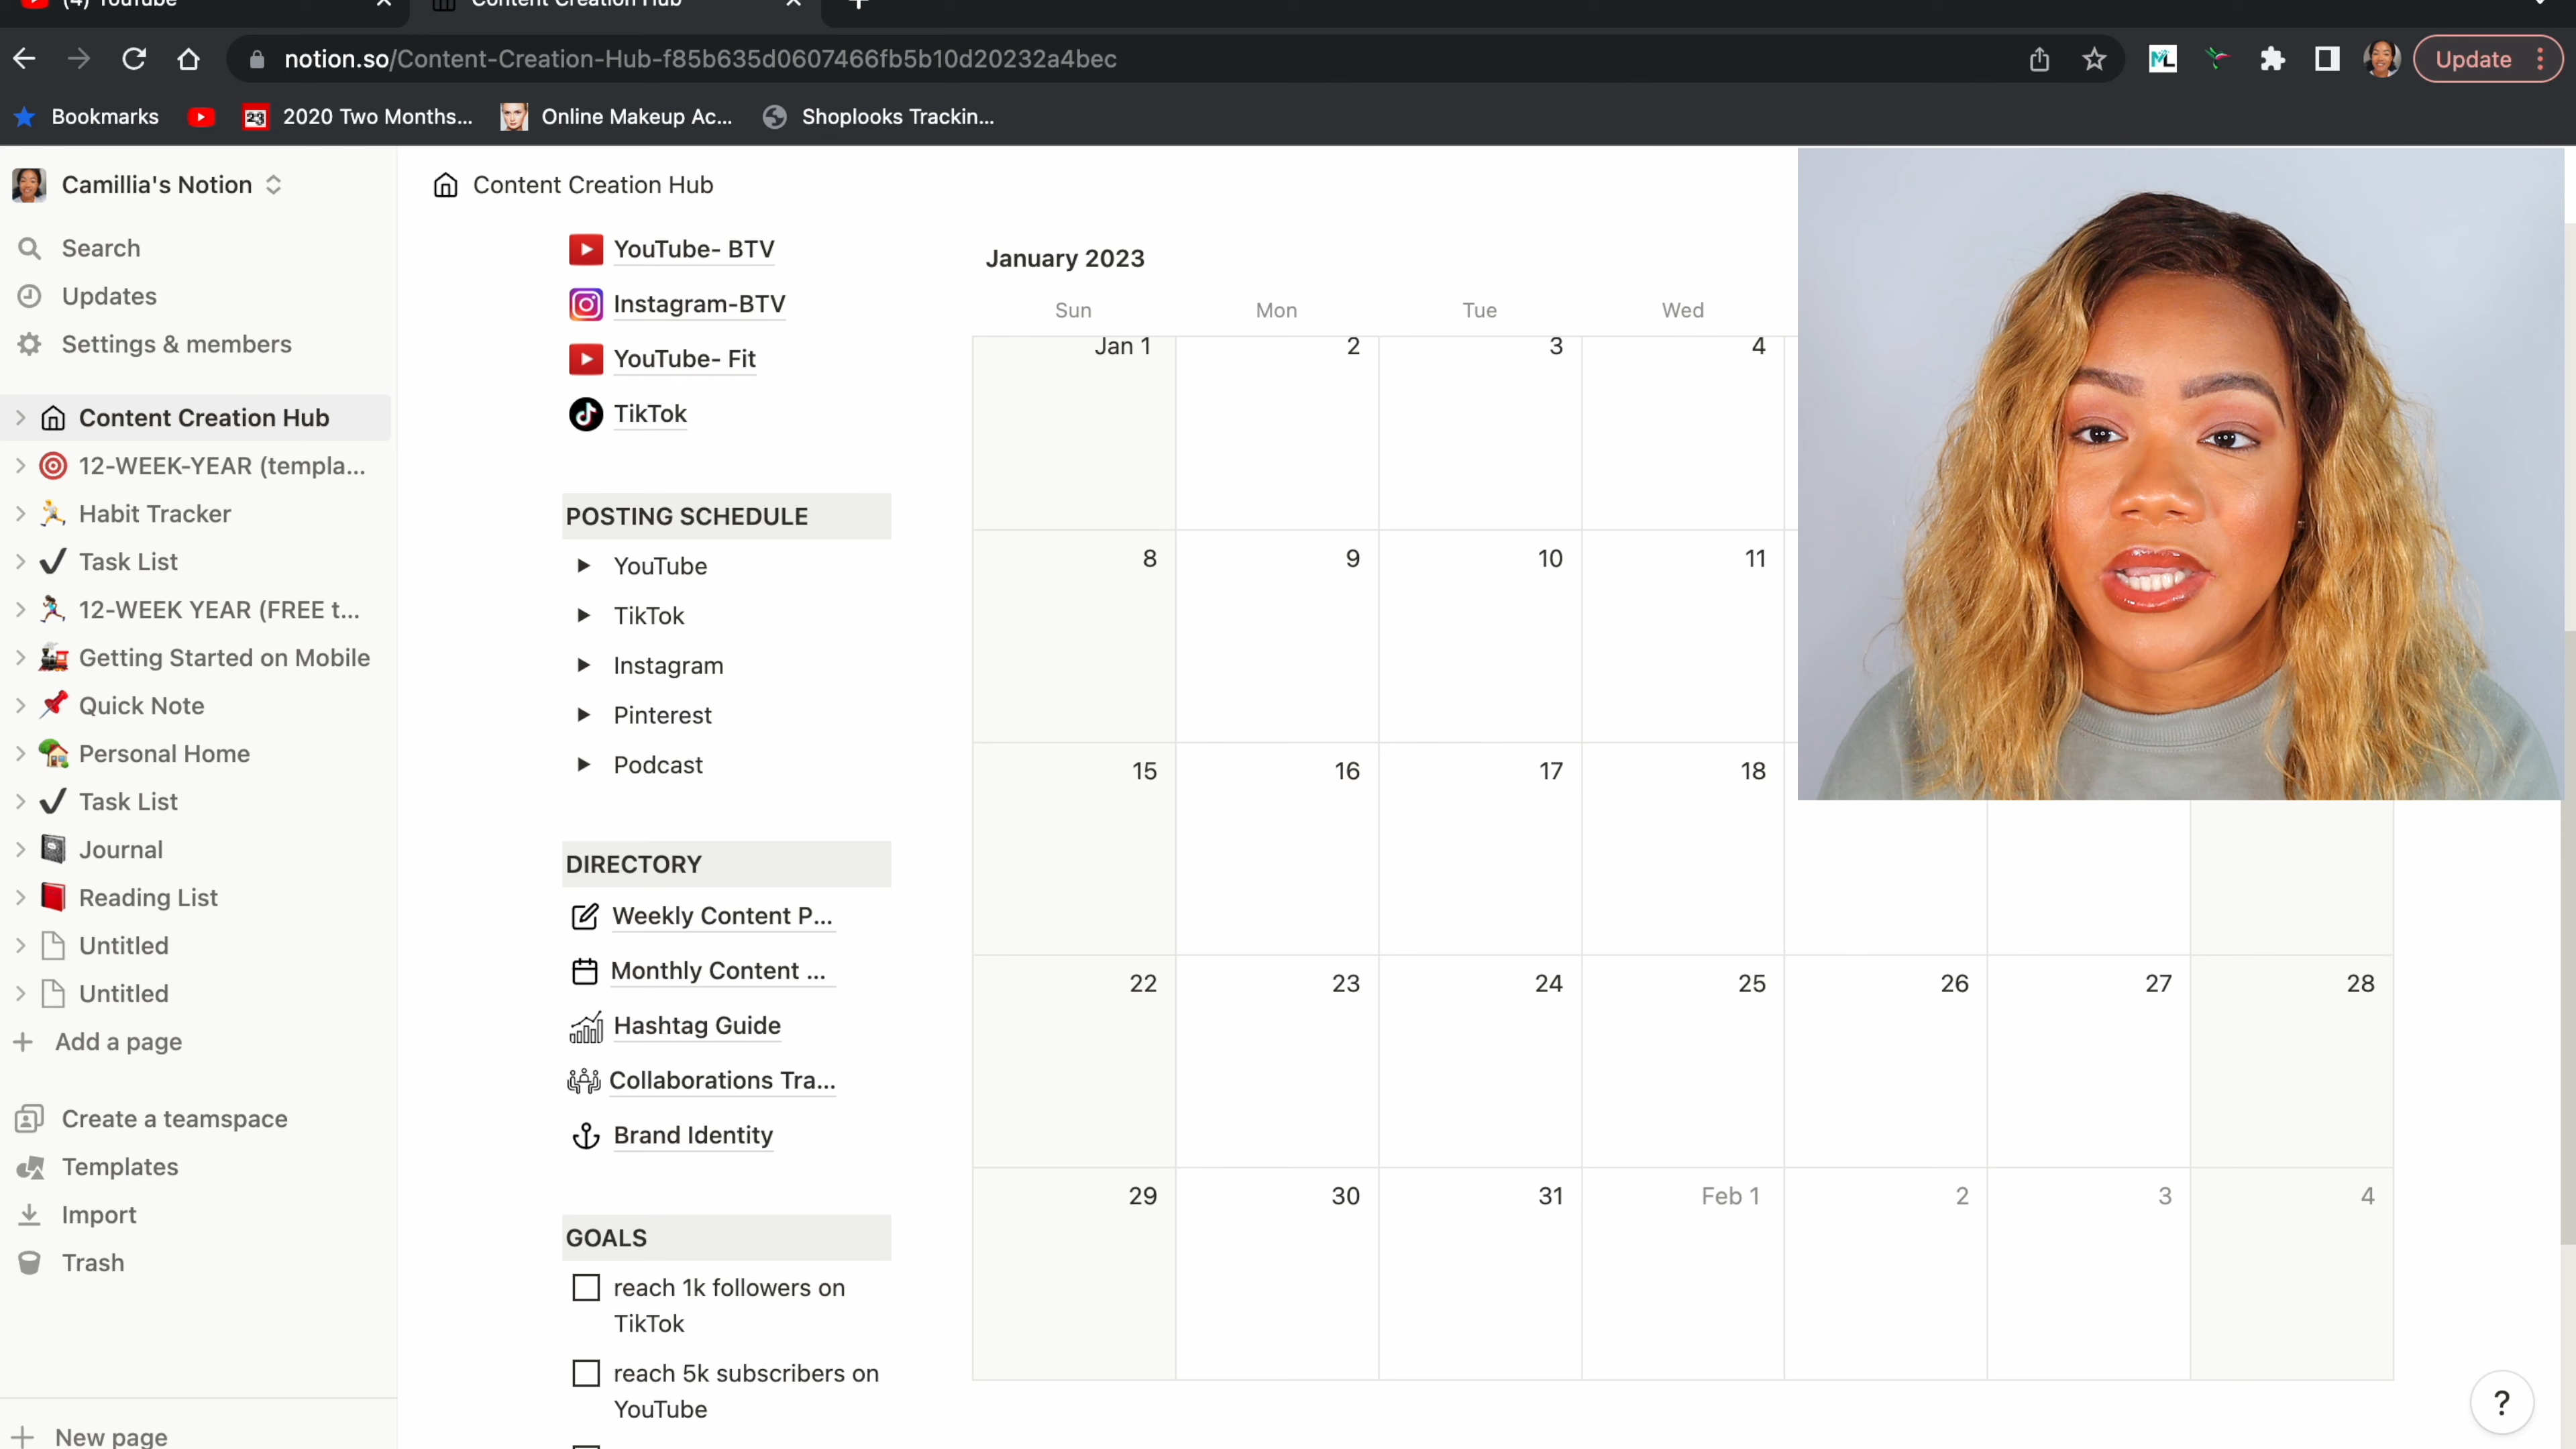 (4) YouTube
Content Creation Hub
notion.so/Content-Creation-Hub-f85b635d0607466fb5b10d20232a4bec
Update
Bookmarks
23
2020 Two Months...
Online Makeup Ac...
Shoplooks Trackin...
Camillia's Notion
Search
Updates
Settings & members
Content Creation Hub
12-WEEK-YEAR (templa...
Habit Tracker
Task List
12-WEEK YEAR (FREE t...
Getting Started on Mobile
Quick Note
Personal Home
Task List
Journal
Reading List
Untitled
Untitled
Add a page
Create a teamspace
Templates
Import
Trash
New page
Content Creation Hub
YouTube- BTV
Instagram-BTV
YouTube- Fit
TikTok
POSTING SCHEDULE
YouTube
TikTok
Instagram
Pinterest
Podcast
DIRECTORY
Weekly Content P...
Monthly Content ...
Hashtag Guide
Collaborations Tra...
Brand Identity
GOALS
reach 1k followers on
TikTok
reach 5k subscribers on
YouTube
January 2023
Sun Mon Tue Wed
Jan 1 2 3 4
8 9 10 11
15 16 17 18
22 23 24 25 26 27 28
29 30 31 Feb 1 2 3 4
?